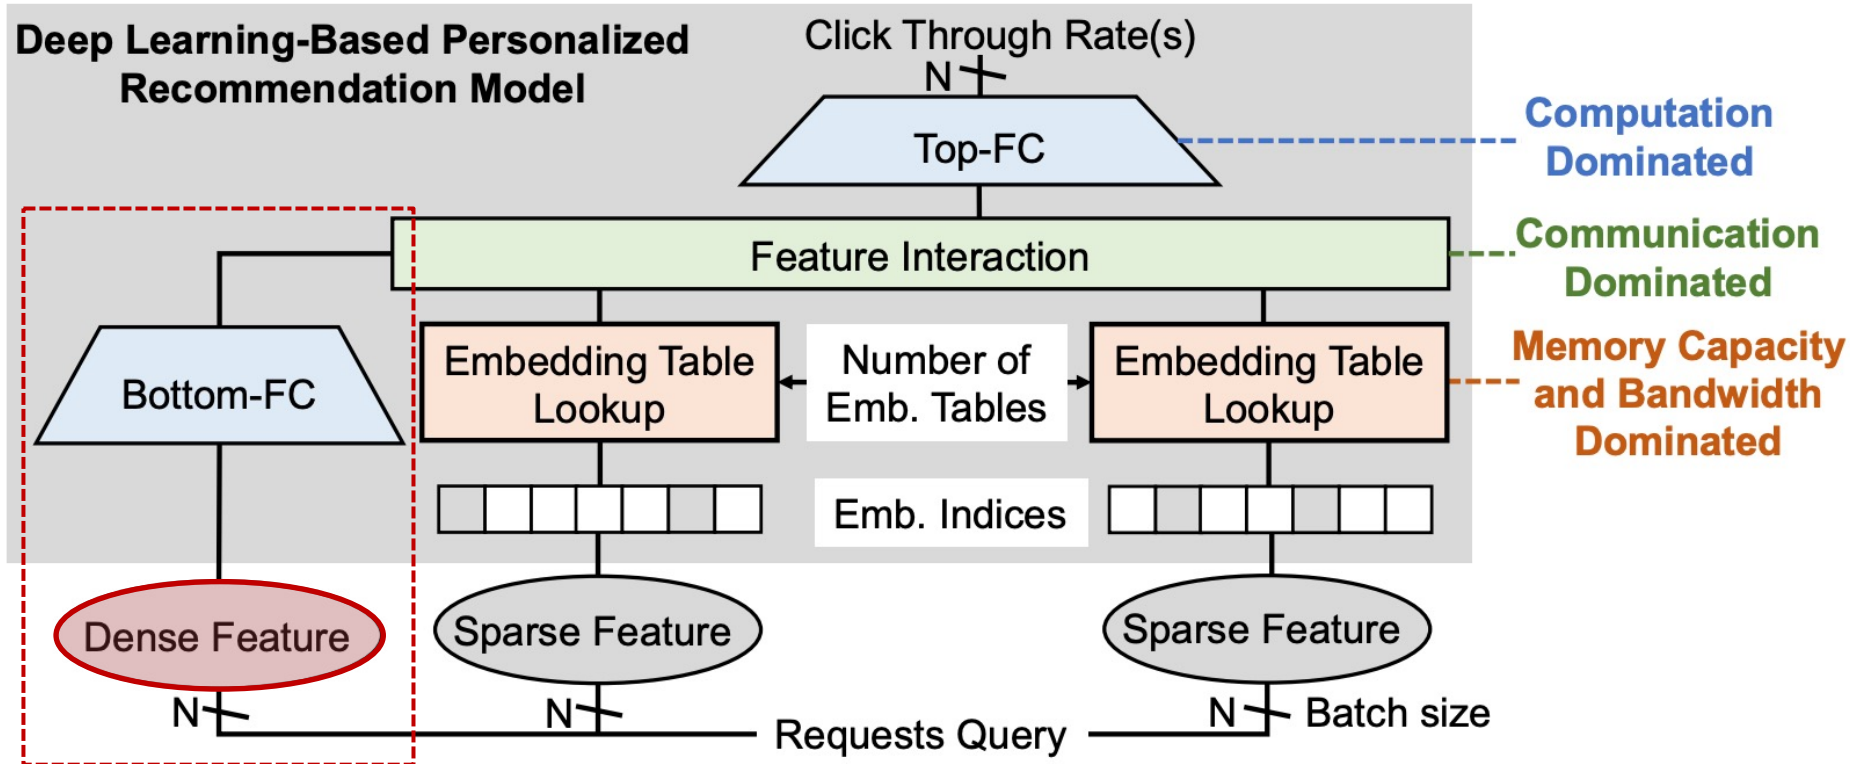 Deep Learning-Based Personalized
Recommendation Model
Click Through Rate(s)
N
Top-FC
Computation
Dominated
Feature Interaction
Communication
Dominated
Bottom-FC
Embedding Table
Lookup
Number of
Emb. Tables
Embedding Table
Lookup
Memory Capacity
and Bandwidth
Dominated
Emb. Indices
Dense Feature
Sparse Feature
Sparse Feature
N
N
N
Batch size
Requests Query